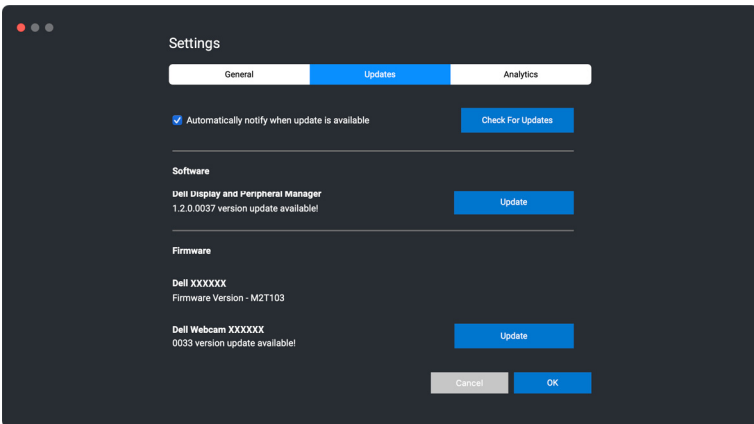 Settings
General
Updates
Analytics
Automatically notify when update is available
Check For Updates
Software
Dell Display and Peripheral Manager
1.2.0.0037 version update available!
Update
Firmware
Dell XXXXXX
Firmware Version - M2T103
Dell Webcam XXXXXX
0033 version update available!
Update
Cancel
OK